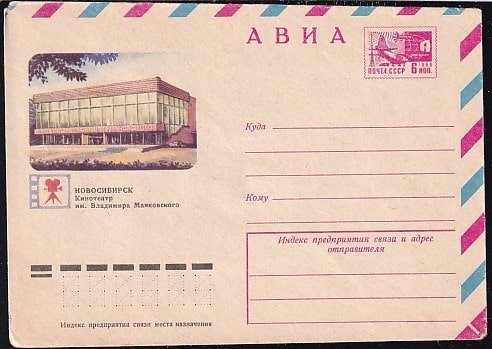 АВИА
ПОЧТА СССР 6 КОП.
НОВОСИБИРСК
Кинотеатр
им. Владимира Маяковского
Куда
Кому
Индекс предприятия связи и адрес
отправителя
Индекс предприятия связи места назначения